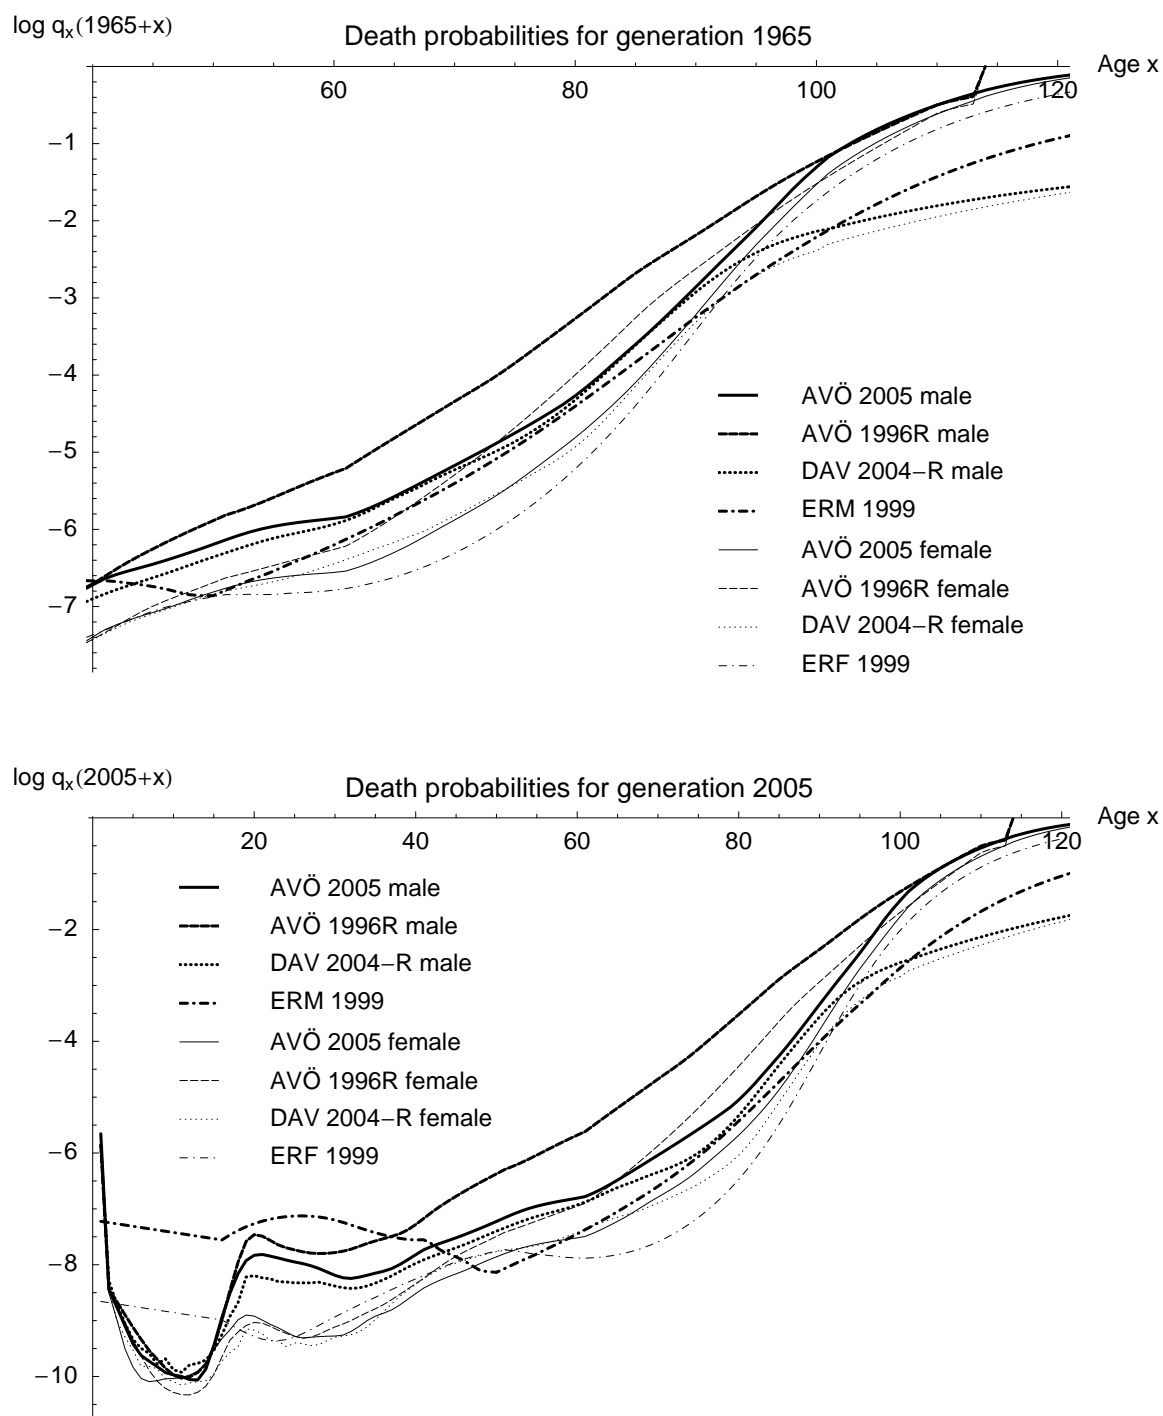 log qx(1965+x)
Death probabilities for generation 1965
Age x
60 80 100 120
−1
−2
−3
−4
−5
−6
−7
AVÖ 2005 male
AVÖ 1996R male
DAV 2004−R male
ERM 1999
AVÖ 2005 female
AVÖ 1996R female
DAV 2004−R female
ERF 1999
log qx(2005+x)
Death probabilities for generation 2005
Age x
20 40 60 80 100 120
−2
−4
−6
−8
−10
AVÖ 2005 male
AVÖ 1996R male
DAV 2004−R male
ERM 1999
AVÖ 2005 female
AVÖ 1996R female
DAV 2004−R female
ERF 1999